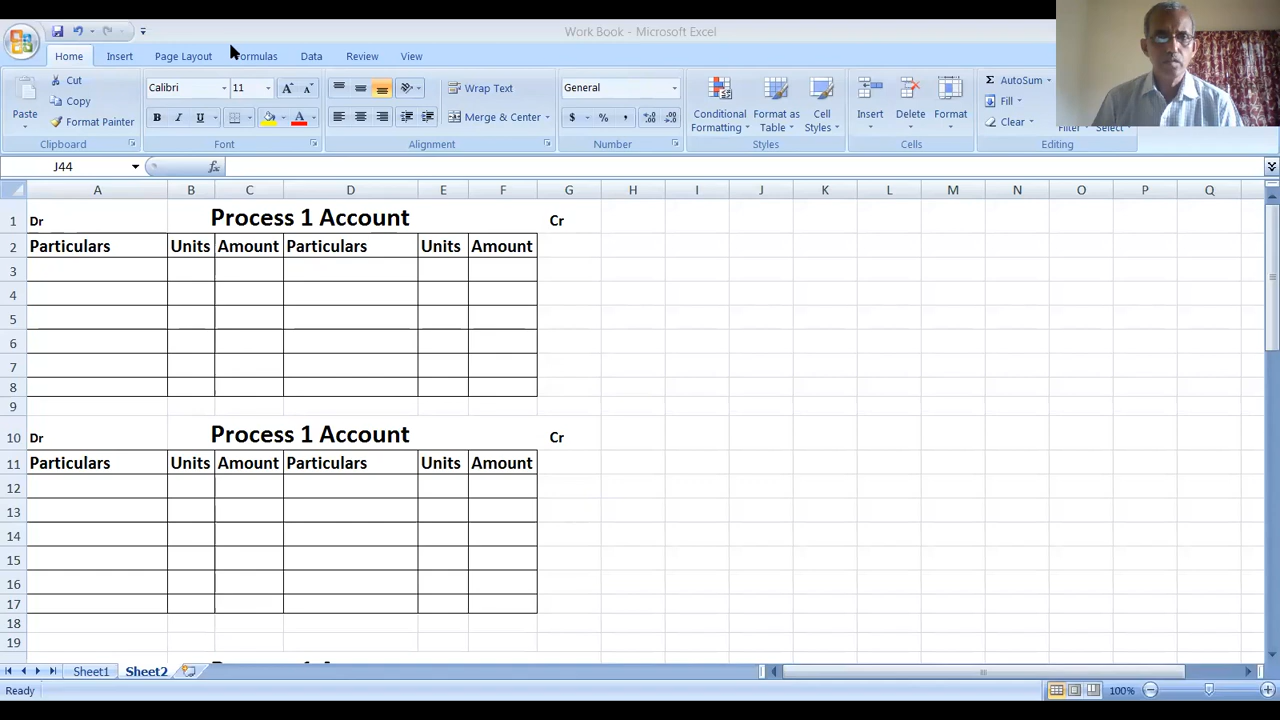 Work Book - Microsoft Excel
Home Insert Page Layout Formulas Data Review View
Paste
Cut
Copy
Format Painter
Clipboard
Calibri 11
B I U
Font
Wrap Text
Merge & Center
Alignment
General
$ % ,
Number
Conditional Formatting
Format as Table
Cell Styles
Styles
Insert
Delete
Format
Cells
AutoSum
Fill
Clear
Editing
J44 fx
A B C D E F G H I J K L M N O P Q
1 Dr Process 1 Account Cr
2 Particulars Units Amount Particulars Units Amount
3
4
5
6
7
8
9
10 Dr Process 1 Account Cr
11 Particulars Units Amount Particulars Units Amount
12
13
14
15
16
17
18
19
Sheet1 Sheet2
Ready 100%